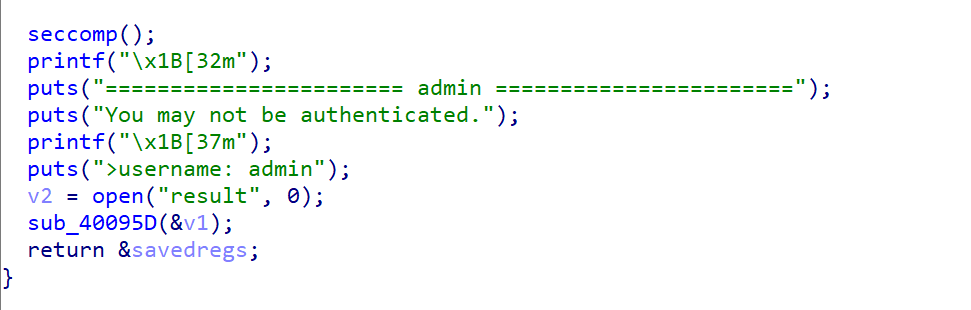 seccomp();
printf("\x1B[32m");
puts("======================= admin =======================");
puts("You may not be authenticated.");
printf("\x1B[37m");
puts(">username: admin");
v2 = open("result", 0);
sub_40095D(&v1);
return &savedregs;
}